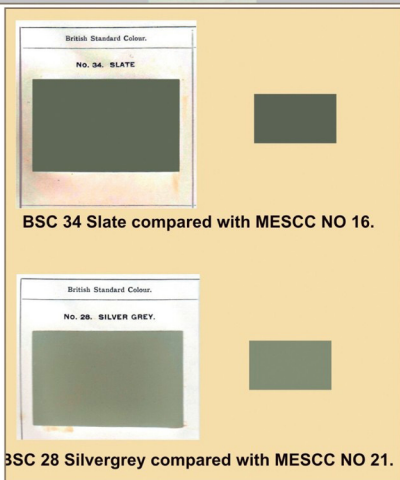 British Standard Colour.
No. 34. SLATE
BSC 34 Slate compared with MESCC NO 16.
British Standard Colour.
No. 28. SILVER GREY.
BSC 28 Silvergrey compared with MESCC NO 21.